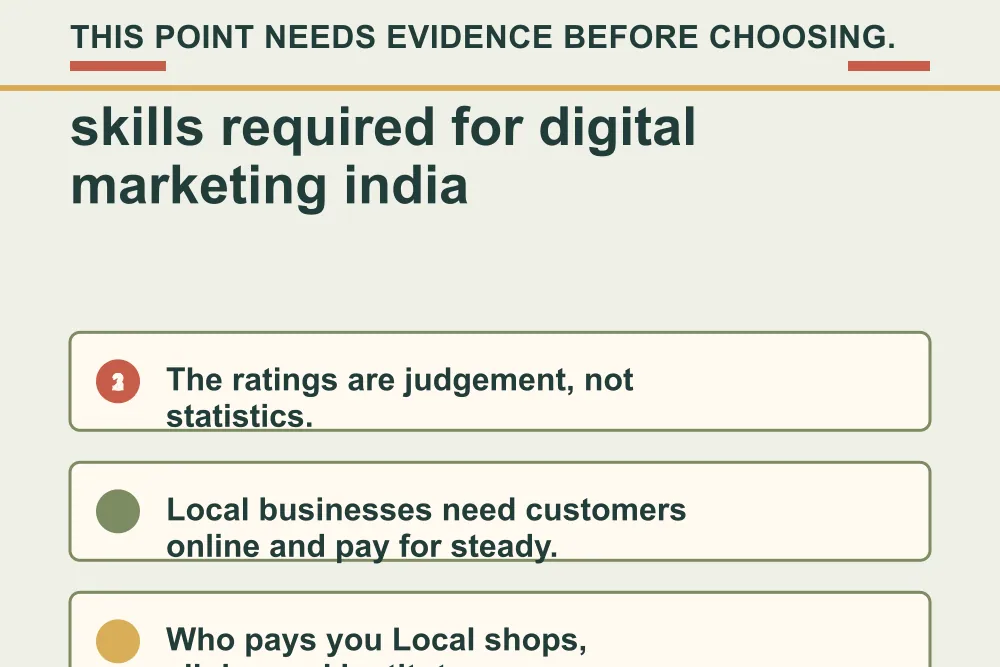 THIS POINT NEEDS EVIDENCE BEFORE CHOOSING.
skills required for digital
marketing india
The ratings are judgement, not
statistics.
Local businesses need customers
online and pay for steady.
Who pays you Local shops,